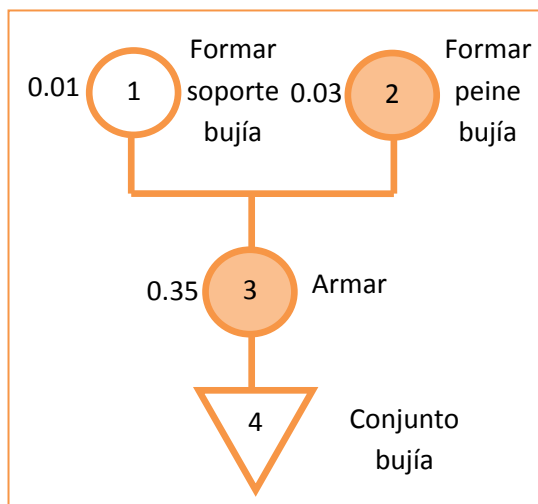 Formar
soporte
bujía
0.01
1
Formar
peine
bujía
0.03
2
0.35
3
Armar
4
Conjunto
bujía